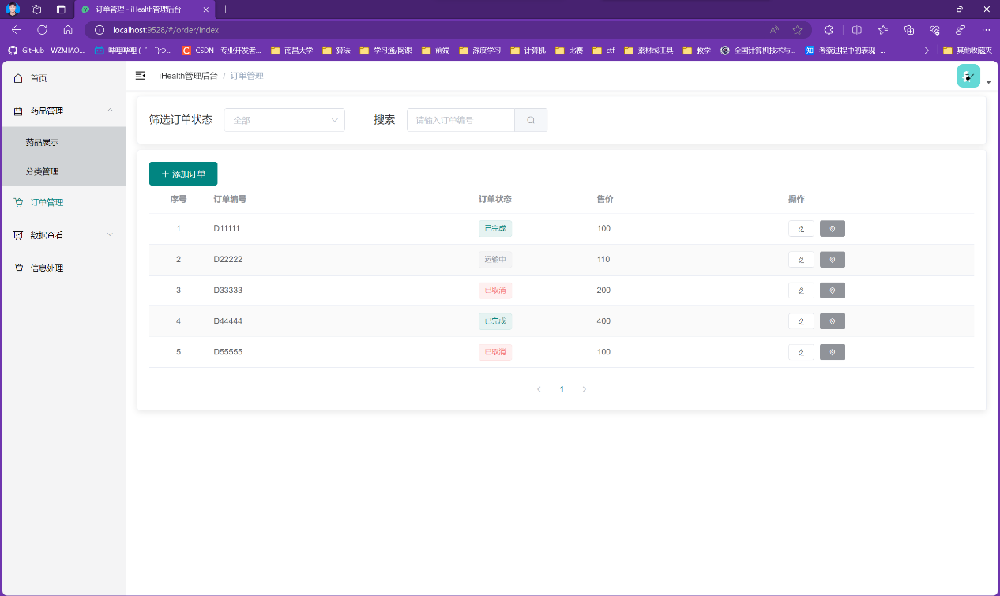 订单管理 - iHealth管理后台
localhost:9528/#/order/index
GitHub - WZMIAO...
哔哩哔哩 (゜-゜)つ...
CSDN - 专业开发者...
南昌大学
算法
学习通/网课
前端
深度学习
计算机
比赛
ctf
素材或工具
教学
全国计算机技术与...
知 考察过程中的表现 -...
其他收藏夹
首页
药品管理
药品展示
分类管理
订单管理
数据查看
信息处理
iHealth管理后台 / 订单管理
筛选订单状态 全部 搜索 请输入订单编号
+ 添加订单
序号 订单编号 订单状态 售价 操作
1 D11111 已完成 100
2 D22222 运输中 110
3 D33333 已取消 200
4 D44444 已完成 400
5 D55555 已取消 100
1